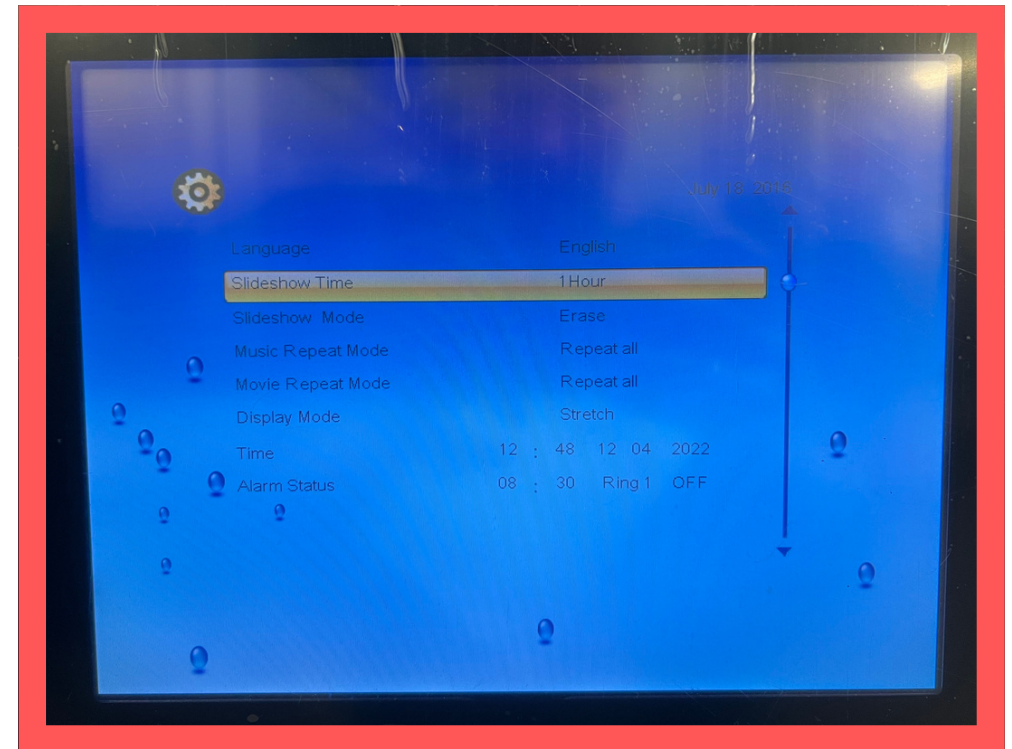 July 18, 2018
Language English
Slideshow Time 1 Hour
Slideshow Mode Erase
Music Repeat Mode Repeat all
Movie Repeat Mode Repeat all
Display Mode Stretch
Time 12 : 48 12 04 2022
Alarm Status 08 : 30 Ring 1 OFF